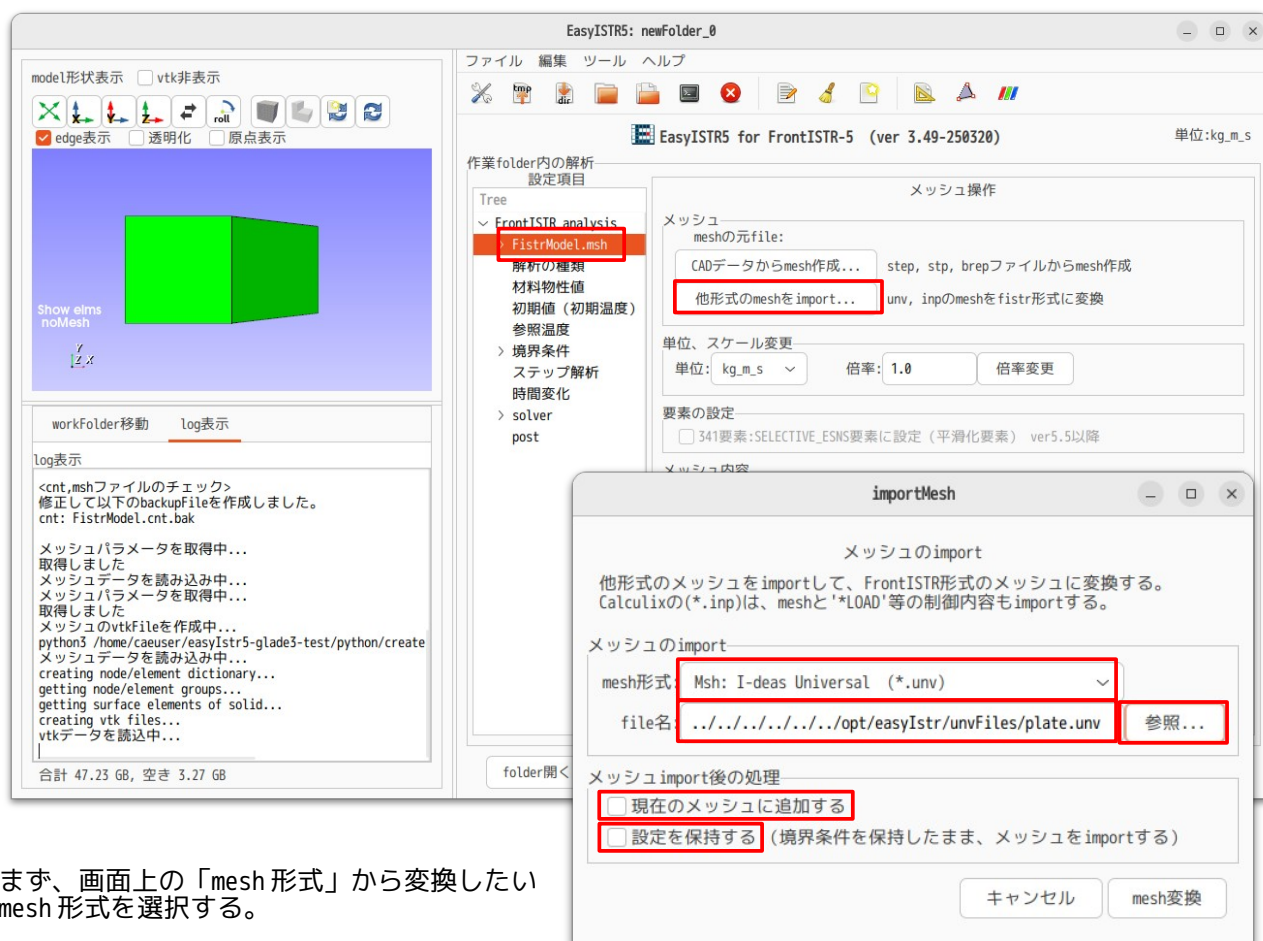 EasyISTR5: newFolder_0
model形状表示 vtk非表示
roll
edge表示 透明化 原点表示
Show elms
noMesh
Y
Z X
workFolder移動 log表示
log表示
<cnt,mshファイルのチェック>
修正して以下のbackupFileを作成しました。
cnt: FistrModel.cnt.bak
メッシュパラメータを取得中...
取得しました
メッシュデータを読み込み中...
メッシュパラメータを取得中...
取得しました
メッシュのvtkFileを作成中...
python3 /home/caeuser/easyIstr5-glade3-test/python/create
メッシュデータを読み込み中...
creating node/element dictionary...
getting node/element groups...
getting surface elements of solid...
creating vtk files...
vtkデータを読込中...
合計 47.23 GB, 空き 3.27 GB
ファイル 編集 ツール ヘルプ
tmp dir
EasyISTR5 for FrontISTR-5 (ver 3.49-250320) 単位:kg_m_s
作業folder内の解析
設定項目
Tree
FrontISTR analysis
FistrModel.msh
解析の種類
材料物性値
初期値(初期温度)
参照温度
境界条件
ステップ解析
時間変化
solver
post
folder開く
メッシュ操作
メッシュ
meshの元file:
CADデータからmesh作成... step, stp, brepファイルからmesh作成
他形式のmeshをimport... unv, inpのmeshをfistr形式に変換
単位、スケール変更
単位: kg_m_s 倍率: 1.0 倍率変更
要素の設定
341要素:SELECTIVE_ESNS要素に設定(平滑化要素) ver5.5以降
メッシュ内容
importMesh
メッシュのimport
他形式のメッシュをimportして、FrontISTR形式のメッシュに変換する。
Calculixの(*.inp)は、meshと'*LOAD'等の制御内容もimportする。
メッシュのimport
mesh形式: Msh: I-deas Universal (*.unv)
file名: ../../../../../../opt/easyIstr/unvFiles/plate.unv 参照...
メッシュimport後の処理
現在のメッシュに追加する
設定を保持する (境界条件を保持したまま、メッシュをimportする)
キャンセル mesh変換
まず、画面上の「mesh形式」から変換したい
mesh形式を選択する。